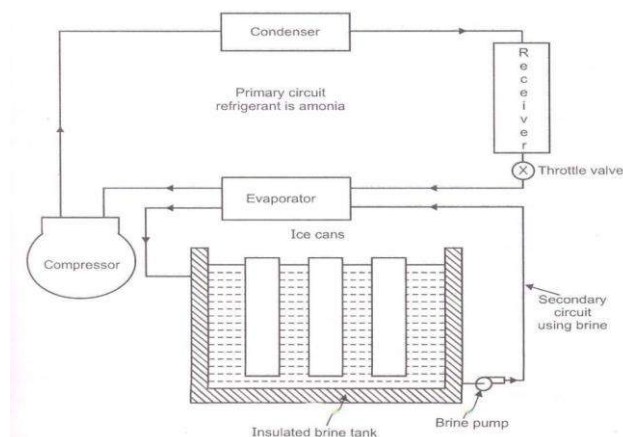 Condenser
Receiver
Primary circuit
refrigerant is amonia
X
Throttle valve
Evaporator
Ice cans
Compressor
Secondary
circuit
using brine
Brine pump
Insulated brine tank